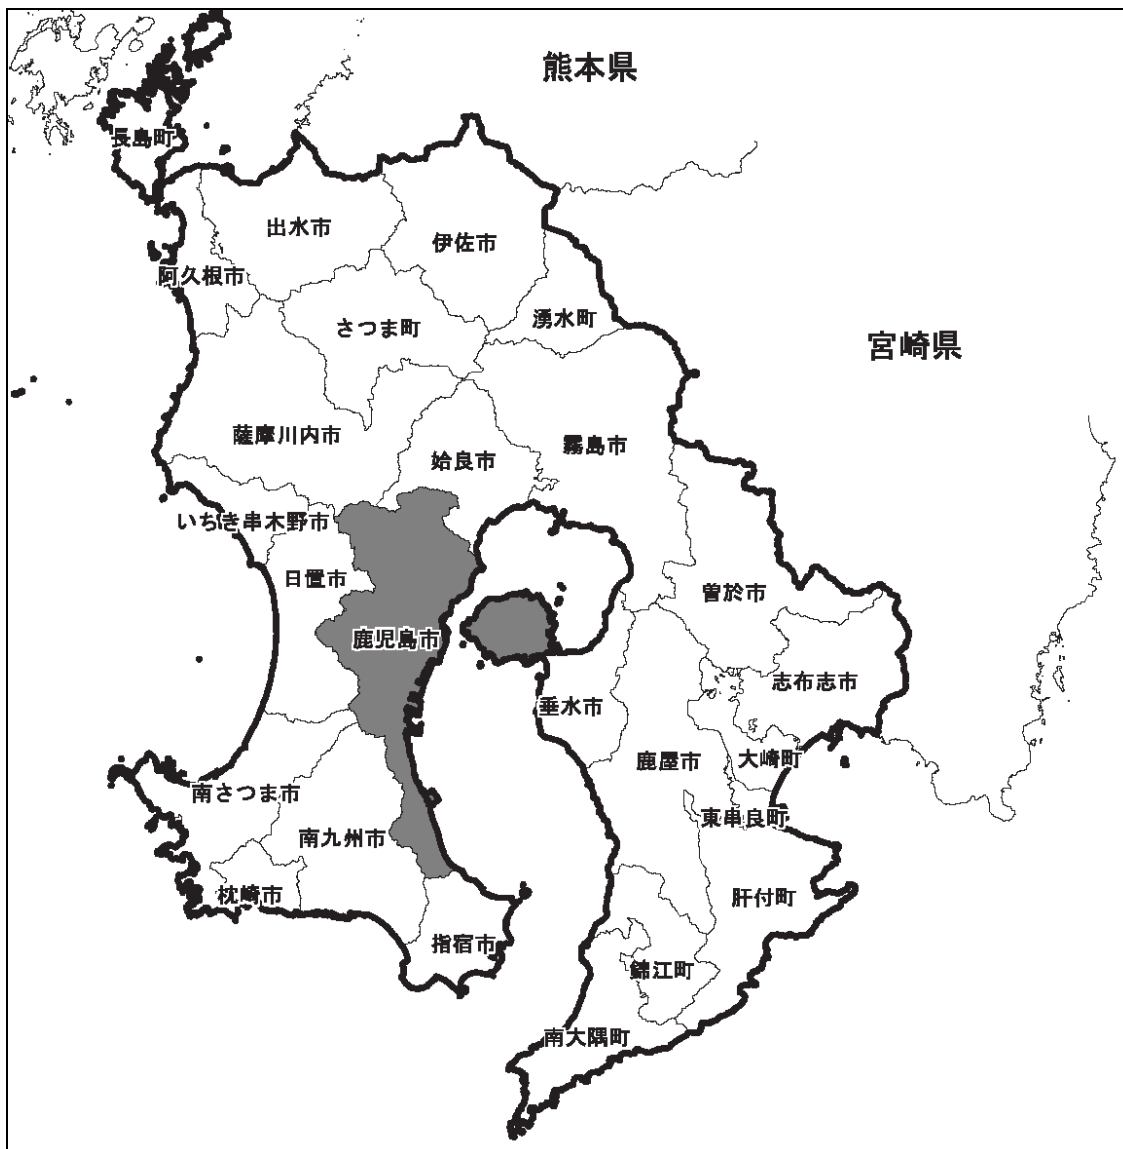 熊本県
長島町
出水市
伊佐市
阿久根市
湧水町
さつま町
宮崎県
薩摩川内市
霧島市
姶良市
いちき串木野市
日置市
曽於市
鹿児島市
志布志市
垂水市
大崎町
鹿屋市
南さつま市
東串良町
南九州市
枕崎市
肝付町
指宿市
錦江町
南大隅町